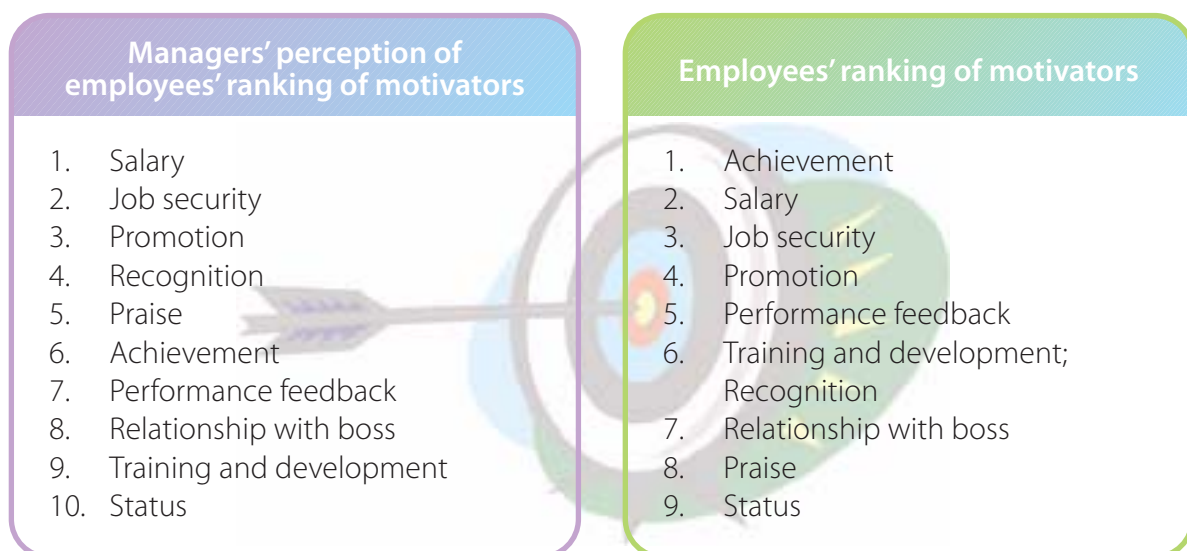 Managers’ perception of
employees’ ranking of motivators
1. Salary
2. Job security
3. Promotion
4. Recognition
5. Praise
6. Achievement
7. Performance feedback
8. Relationship with boss
9. Training and development
10. Status
Employees’ ranking of motivators
1. Achievement
2. Salary
3. Job security
4. Promotion
5. Performance feedback
6. Training and development;
Recognition
7. Relationship with boss
8. Praise
9. Status